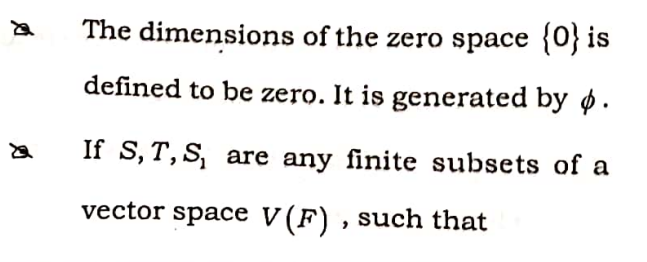 The dimensions of the zero space {0} is
defined to be zero. It is generated by ϕ.
If S, T, S₁ are any finite subsets of a
vector space V(F), such that